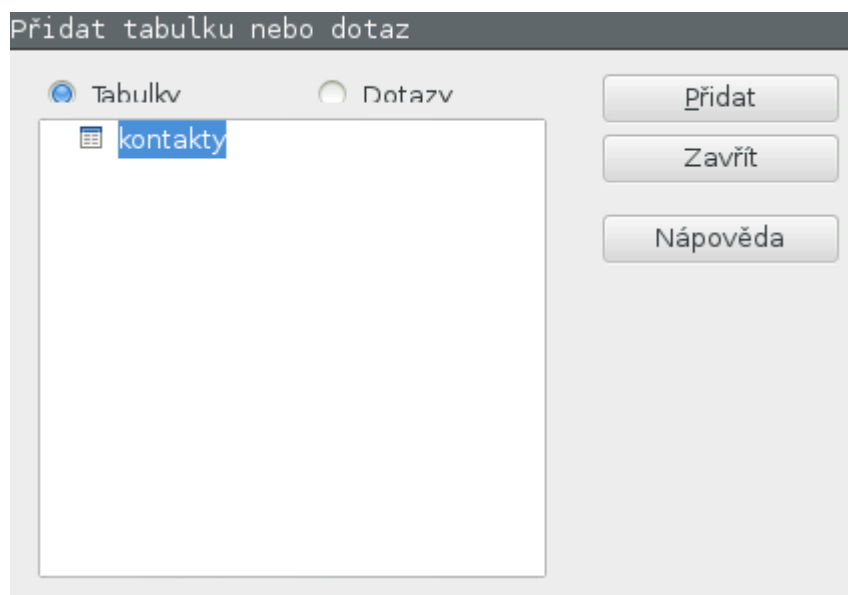 Přidat tabulku nebo dotaz
Tabulky
Dotazy
Přidat
kontakty
Zavřít
Nápověda